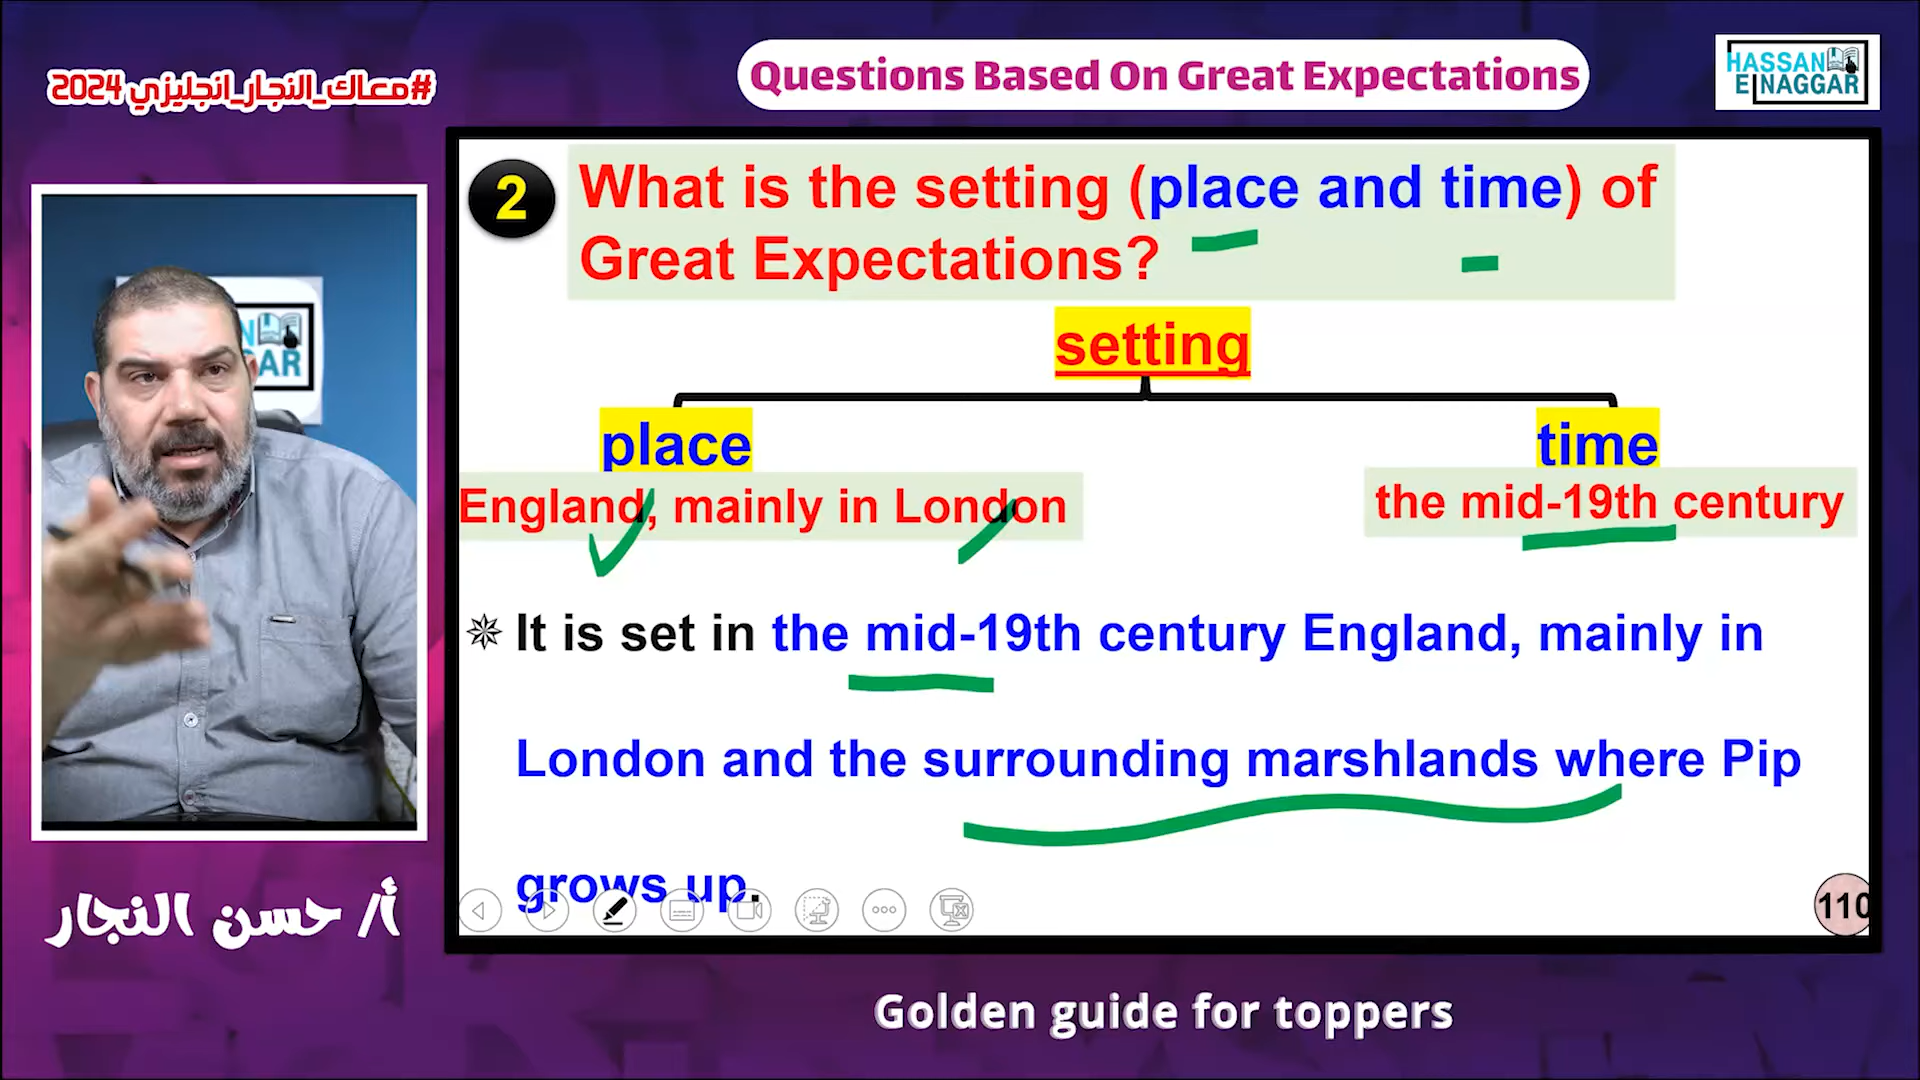 #معاك_النجار_انجليزي 2024
Questions Based On Great Expectations
HASSAN
ELNAGGAR
2 What is the setting (place and time) of
Great Expectations?
setting
place
time
England, mainly in London
the mid-19th century
It is set in the mid-19th century England, mainly in
London and the surrounding marshlands where Pip
grows up.
110
N
GAR
أ/ حسن النجار
Golden guide for toppers